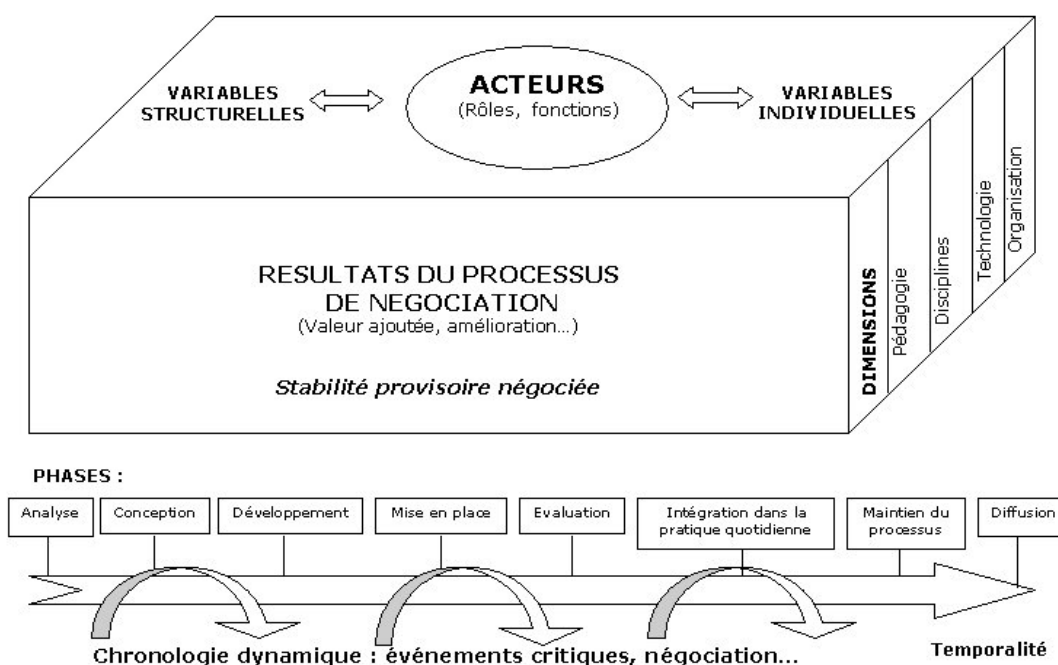 ACTEURS
(Rôles, fonctions)
VARIABLES
STRUCTURELLES
VARIABLES
INDIVIDUELLES
RESULTATS DU PROCESSUS
DE NEGOCIATION
(Valeur ajoutée, amélioration...)
Stabilité provisoire négociée
DIMENSIONS
Pédagogie
Disciplines
Technologie
Organisation
PHASES :
Analyse
Conception
Développement
Mise en place
Evaluation
Intégration dans la
pratique quotidienne
Maintien du
processus
Diffusion
Chronologie dynamique : événements critiques, négociation...
Temporalité